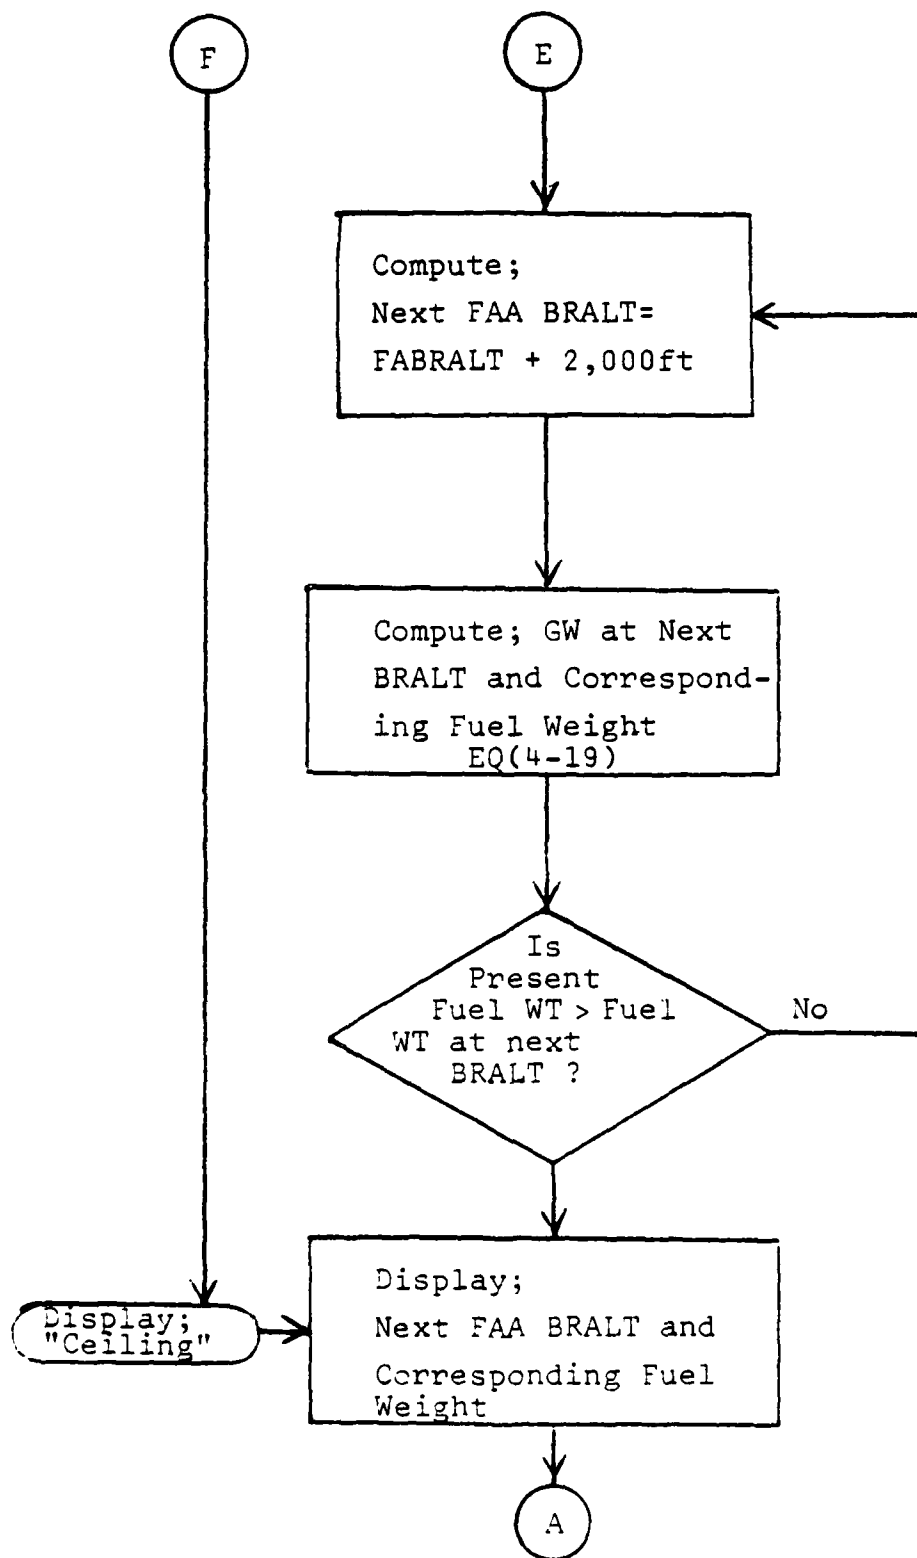 F
E
Compute;
Next FAA BRALT=
FABRALT + 2,000ft
Compute; GW at Next
BRALT and Correspond-
ing Fuel Weight
EQ(4-19)
Is
Present
Fuel WT > Fuel
WT at next
BRALT ?
No
Display;
"Ceiling"
Display;
Next FAA BRALT and
Corresponding Fuel
Weight
A